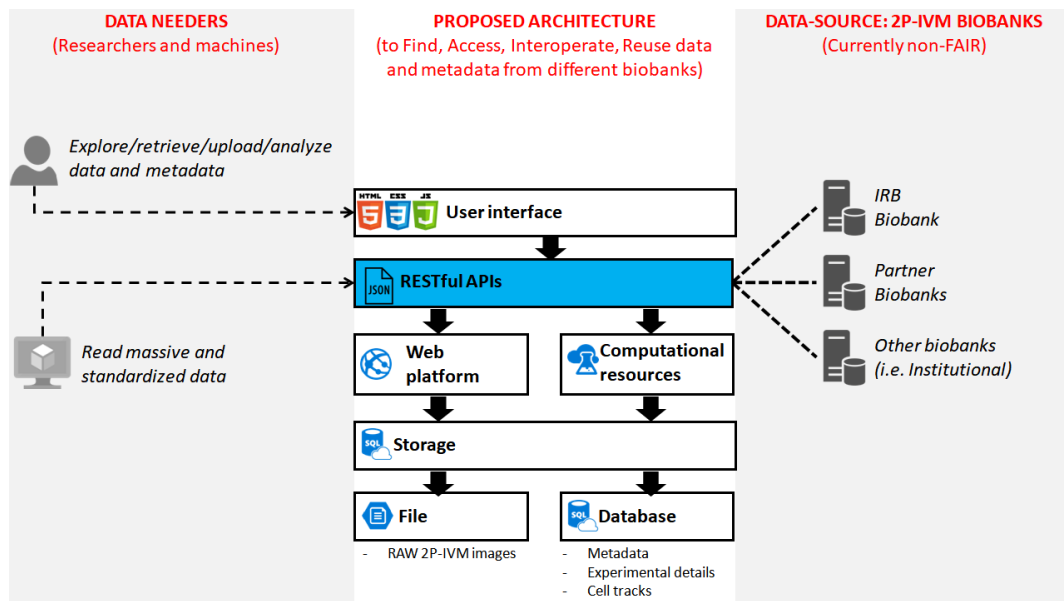 DATA NEEDERS
(Researchers and machines)
PROPOSED ARCHITECTURE
(to Find, Access, Interoperate, Reuse data
and metadata from different biobanks)
DATA-SOURCE: 2P-IVM BIOBANKS
(Currently non-FAIR)
Explore/retrieve/upload/analyze
data and metadata
Read massive and
standardized data
HTML
5
CSS
3
JS
User interface
JSON
RESTful APIs
Web
platform
Computational
resources
SQL
Storage
File
SQL
Database
- RAW 2P-IVM images
- Metadata
- Experimental details
- Cell tracks
IRB
Biobank
Partner
Biobanks
Other biobanks
(i.e. Institutional)